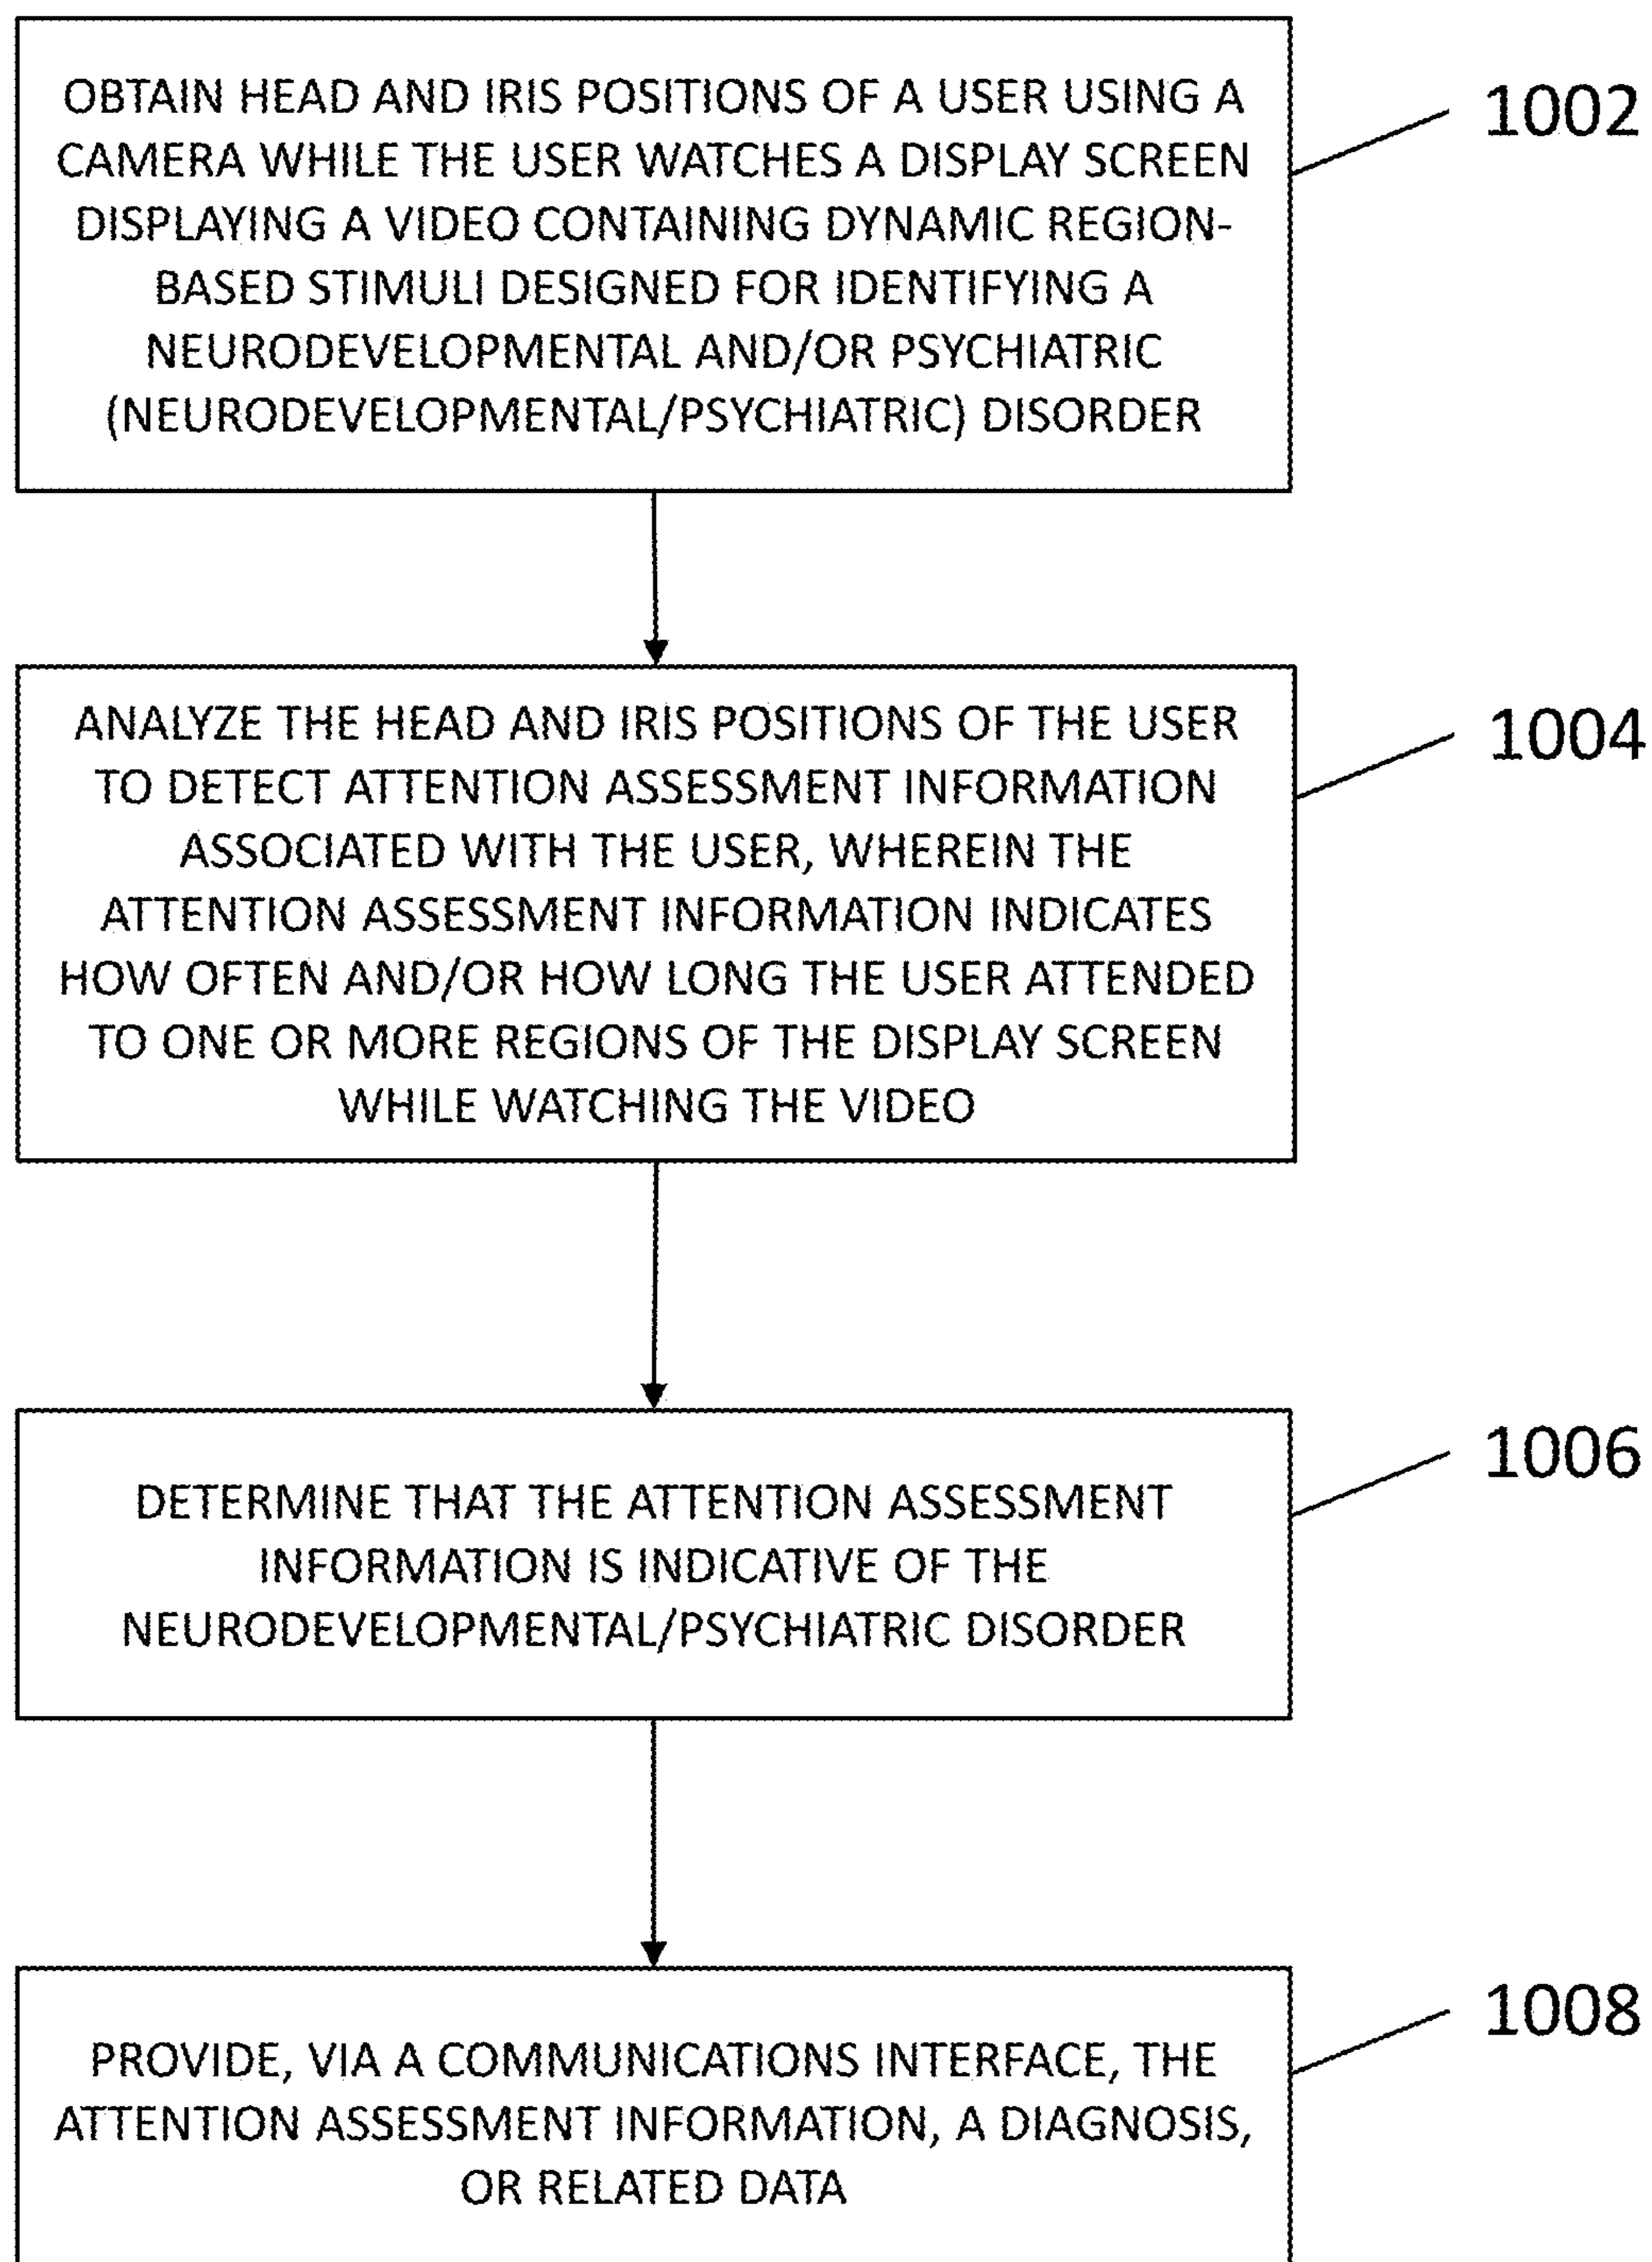 OBTAIN HEAD AND IRIS POSITIONS OF A USER USING A
CAMERA WHILE THE USER WATCHES A DISPLAY SCREEN
DISPLAYING A VIDEO CONTAINING DYNAMIC REGION-
BASED STIMULI DESIGNED FOR IDENTIFYING A
NEURODEVELOPMENTAL AND/OR PSYCHIATRIC
(NEURODEVELOPMENTAL/PSYCHIATRIC) DISORDER
1002
ANALYZE THE HEAD AND IRIS POSITIONS OF THE USER
TO DETECT ATTENTION ASSESSMENT INFORMATION
ASSOCIATED WITH THE USER, WHEREIN THE
ATTENTION ASSESSMENT INFORMATION INDICATES
HOW OFTEN AND/OR HOW LONG THE USER ATTENDED
TO ONE OR MORE REGIONS OF THE DISPLAY SCREEN
WHILE WATCHING THE VIDEO
1004
DETERMINE THAT THE ATTENTION ASSESSMENT
INFORMATION IS INDICATIVE OF THE
NEURODEVELOPMENTAL/PSYCHIATRIC DISORDER
1006
PROVIDE, VIA A COMMUNICATIONS INTERFACE, THE
ATTENTION ASSESSMENT INFORMATION, A DIAGNOSIS,
OR RELATED DATA
1008